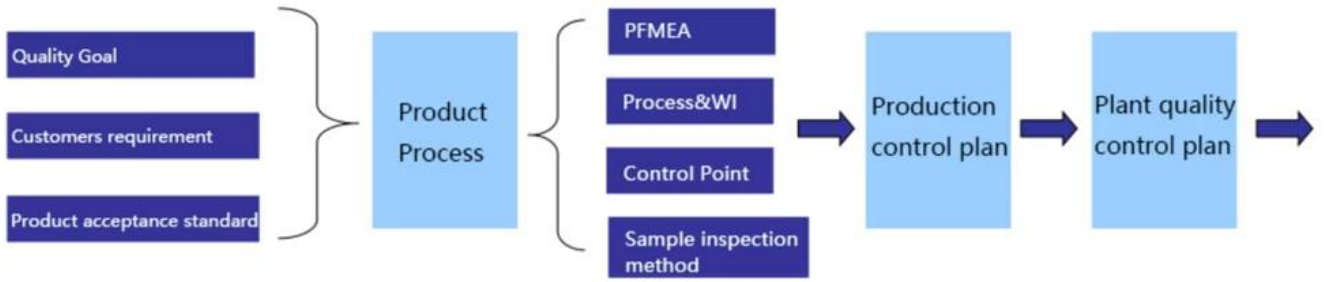 Quality Goal
Customers requirement
Product acceptance standard
Product
Process
PFMEA
Process&WI
Control Point
Sample inspection
method
Production
control plan
Plant quality
control plan